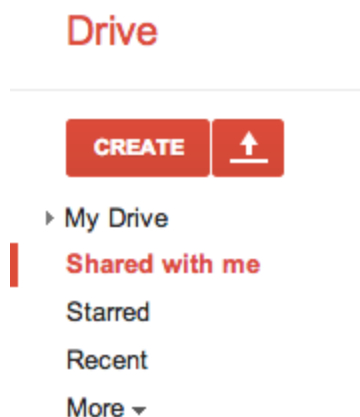 Drive
CREATE
My Drive
Shared with me
Starred
Recent
More